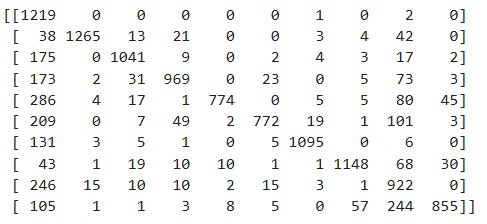 [[1219 0 0 0 0 0 1 0 2 0]
[ 38 1265 13 21 0 0 3 4 42 0]
[ 175 0 1041 9 0 2 4 3 17 2]
[ 173 2 31 969 0 23 0 5 73 3]
[ 286 4 17 1 774 0 5 5 80 45]
[ 209 0 7 49 2 772 19 1 101 3]
[ 131 3 5 1 0 5 1095 0 6 0]
[ 43 1 19 10 10 1 1 1148 68 30]
[ 246 15 10 10 2 15 3 1 922 0]
[ 105 1 1 3 8 5 0 57 244 855]]